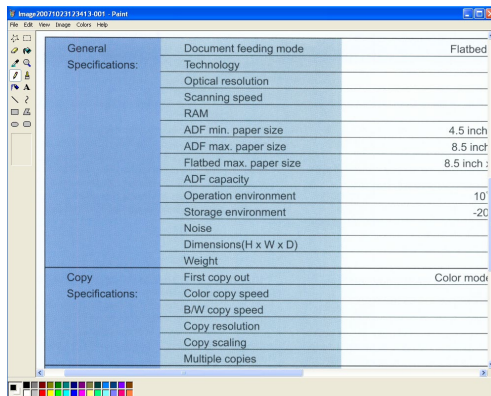 Image20071023123413-001 - Paint
File Edit View Image Colors Help
General Document feeding mode Flatbed
Specifications: Technology
Optical resolution
Scanning speed
RAM
ADF min. paper size 4.5 inch
ADF max. paper size 8.5 inch
Flatbed max. paper size 8.5 inch
ADF capacity
Operation environment 10
Storage environment -20
Noise
Dimensions(H x W x D)
Weight
Copy First copy out Color mode
Specifications: Color copy speed
B/W copy speed
Copy resolution
Copy scaling
Multiple copies